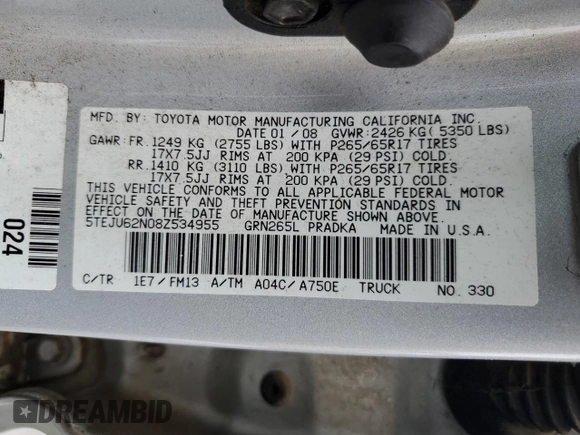 MFD. BY: TOYOTA MOTOR MANUFACTURING CALIFORNIA INC.
DATE 01 / 08 GVWR: 2426 KG( 5350 LBS)
GAWR: FR. 1249 KG (2755 LBS) WITH P265/65R17 TIRES
17X7.5JJ RIMS AT 200 KPA (29 PSI) COLD.
RR. 1410 KG (3110 LBS) WITH P265/65R17 TIRES
17X7.5JJ RIMS AT 200 KPA (29 PSI) COLD.
THIS VEHICLE CONFORMS TO ALL APPLICABLE FEDERAL MOTOR
VEHICLE SAFETY AND THEFT PREVENTION STANDARDS IN
EFFECT ON THE DATE OF MANUFACTURE SHOWN ABOVE.
5TEJU62N08Z534955 GRN265L PRADKA MADE IN U.S.A.
C/TR 1E7 / FM13 A/TM A04C / A750E TRUCK NO. 330
024
DREAMBID